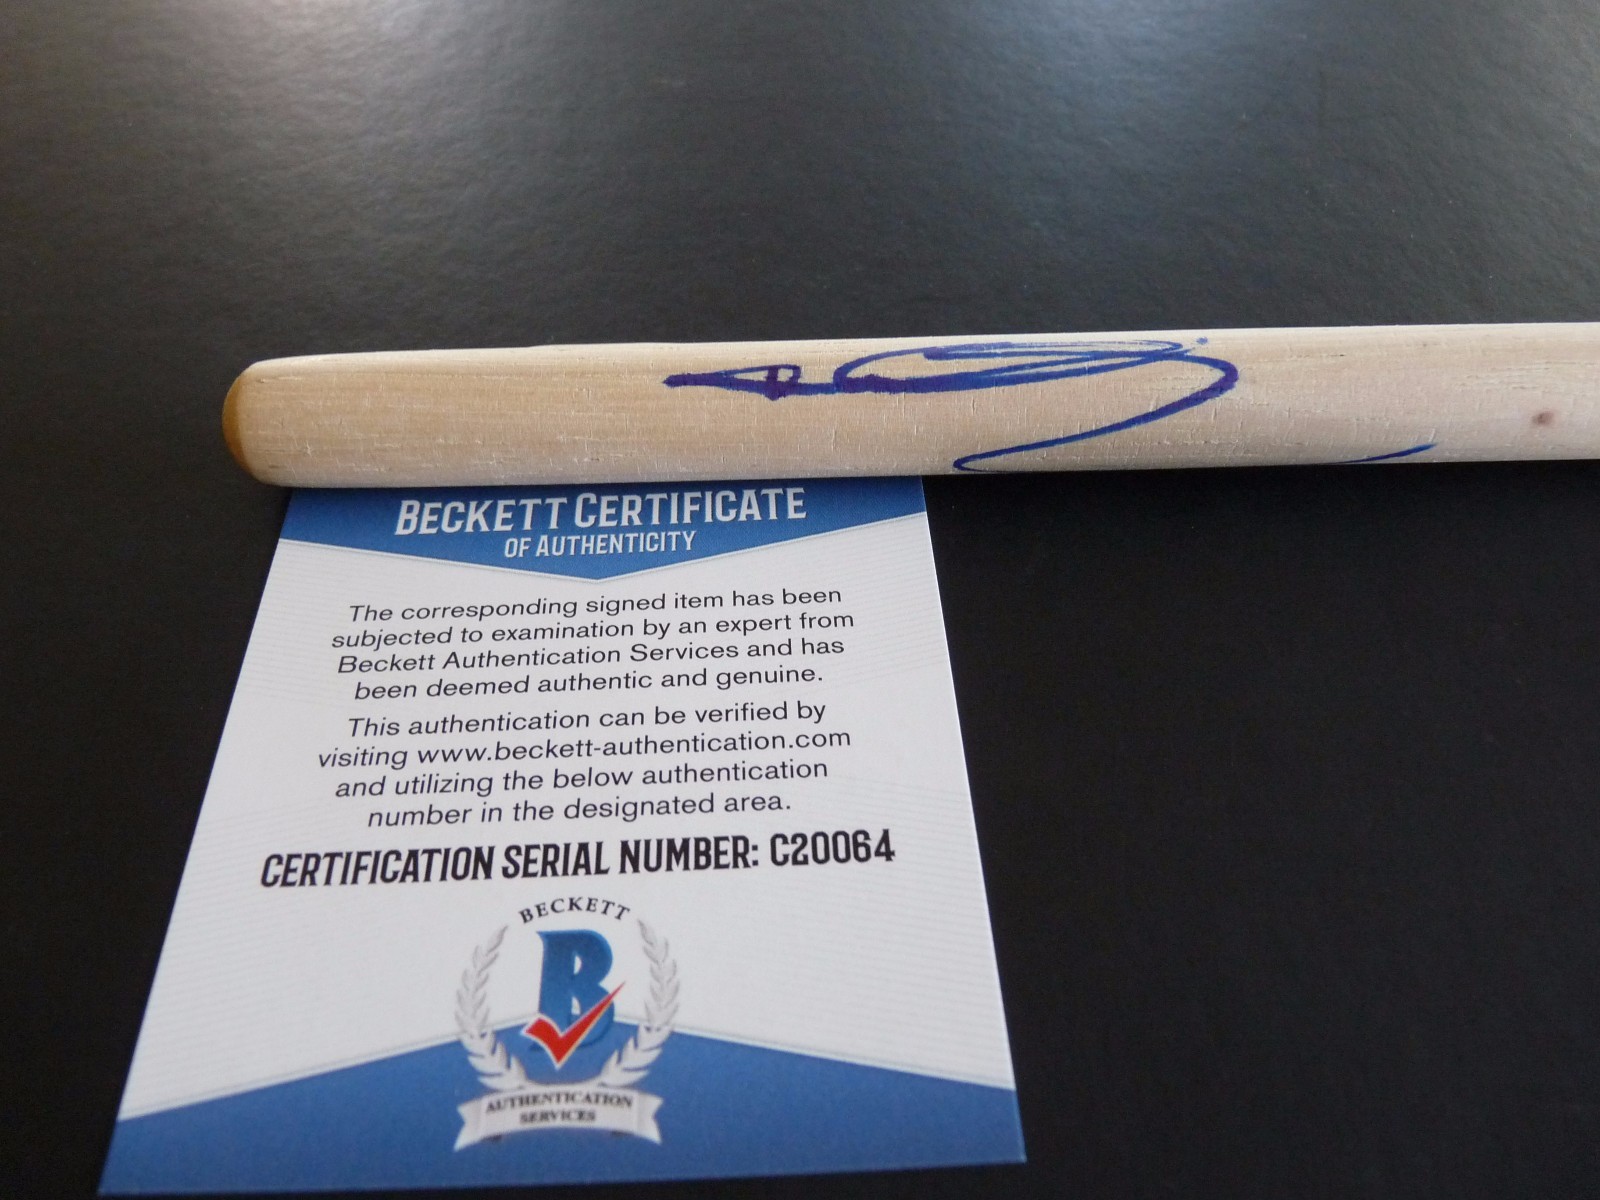 BECKETT CERTIFICATE
OF AUTHENTICITY
The corresponding signed item has been
subjected to examination by an expert from
Beckett Authentication Services and has
been deemed authentic and genuine.
This authentication can be verified by
visiting www.beckett-authentication.com
and utilizing the below authentication
number in the designated area.
CERTIFICATION SERIAL NUMBER: C20064
BECKETT
B
AUTHENTICATION
SERVICES